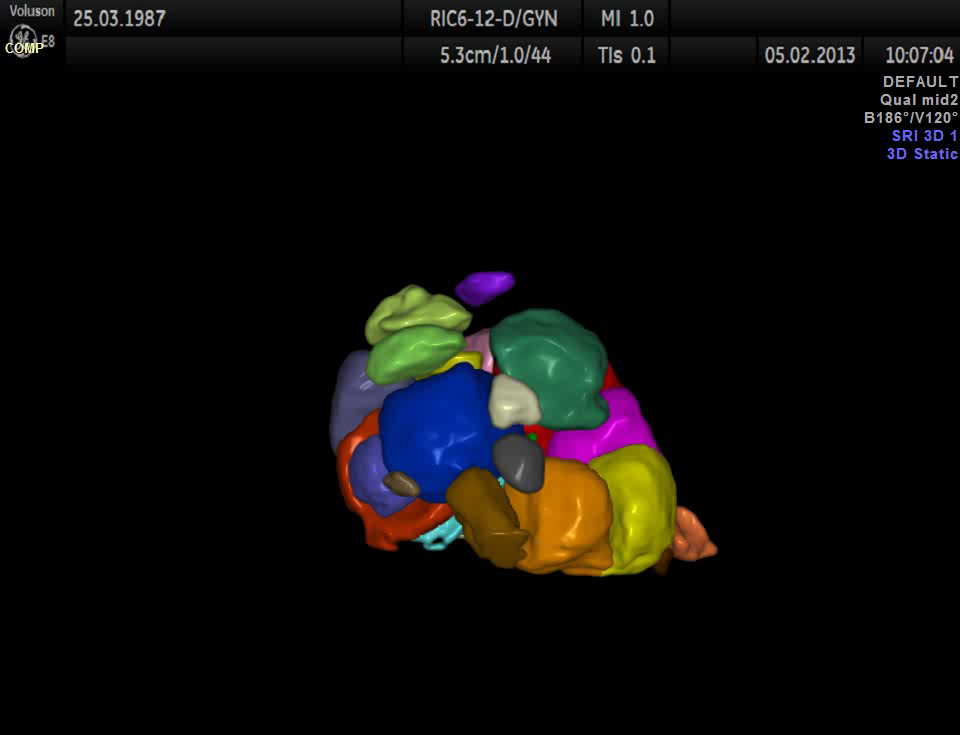 Voluson
E8
COMP
25.03.1987
RIC6-12-D/GYN
MI 1.0
5.3cm/1.0/44
TIs 0.1
05.02.2013
10:07:04
DEFAULT
Qual mid2
B186°/V120°
SRI 3D 1
3D Static